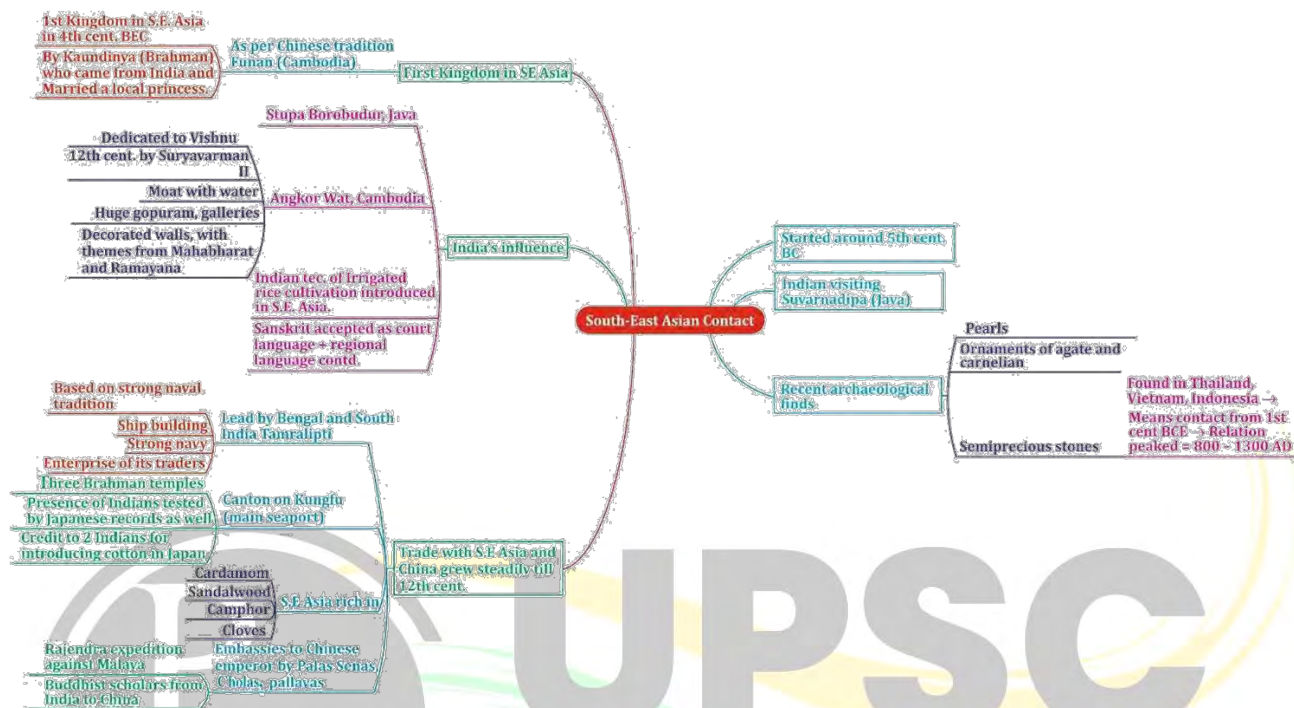 1st Kingdom in S.E. Asia
in 4th cent. BEC
By Kaundinya (Brahman)
who came from India and
Married a local princess.
As per Chinese tradition
Funan (Cambodia)
First Kingdom in SE Asia
Stupa Borobudur, Java
Dedicated to Vishnu
12th cent. by Suryavarman
II
Moat with water
Huge gopuram, galleries
Decorated walls, with
themes from Mahabharat
and Ramayana
Angkor Wat, Cambodia
Indian tec. of Irrigated
rice cultivation introduced
in S.E. Asia.
Sanskrit accepted as court
language + regional
language contd.
India's influence
South-East Asian Contact
Started around 5th cent.
BC
Indian visiting
Suvarnadipa (Java)
Recent archaeological
finds
Pearls
Ornaments of agate and
carnelian
Semiprecious stones
Found in Thailand,
Vietnam, Indonesia →
Means contact from 1st
cent BCE → Relation
peaked = 800 – 1300 AD
Based on strong naval
tradition
Ship building
Strong navy
Enterprise of its traders
Lead by Bengal and South
India Tamralipti
Three Brahman temples
Presence of Indians tested
by Japanese records as well
Credit to 2 Indians for
introducing cotton in Japan
Canton on Kungfu
(main seaport)
Cardamom
Sandalwood
Camphor
Cloves
S.E Asia rich in
Rajendra expedition
against Malaya
Buddhist scholars from
India to China
Embassies to Chinese
emperor by Palas Senas,
Cholas, pallavas
Trade with S.E Asia and
China grew steadily till
12th cent.
UPSC